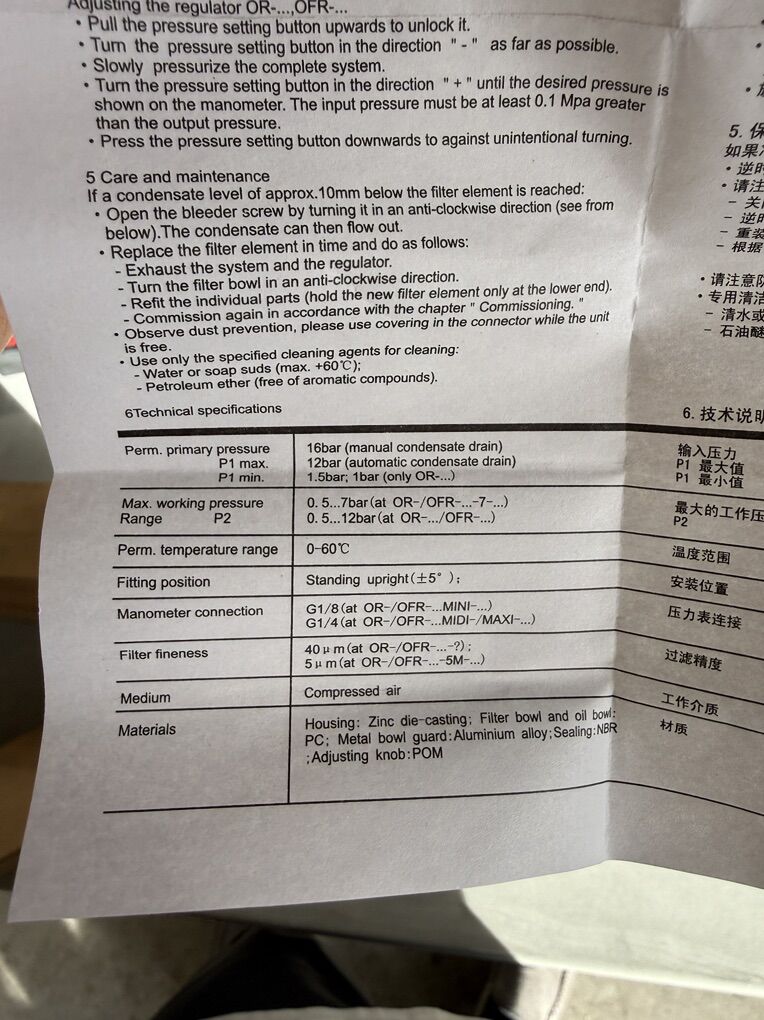 Adjusting the regulator OR-...,OFR-...
• Pull the pressure setting button upwards to unlock it.
• Turn the pressure setting button in the direction " - " as far as possible.
• Slowly pressurize the complete system.
• Turn the pressure setting button in the direction " + " until the desired pressure is
shown on the manometer. The input pressure must be at least 0.1 Mpa greater
than the output pressure.
• Press the pressure setting button downwards to against unintentional turning.
5 Care and maintenance
If a condensate level of approx.10mm below the filter element is reached:
• Open the bleeder screw by turning it in an anti-clockwise direction (see from
below).The condensate can then flow out.
• Replace the filter element in time and do as follows:
- Exhaust the system and the regulator.
- Turn the filter bowl in an anti-clockwise direction.
- Refit the individual parts (hold the new filter element only at the lower end).
- Commission again in accordance with the chapter " Commissioning. "
• Observe dust prevention, please use covering in the connector while the unit
is free.
• Use only the specified cleaning agents for cleaning:
- Water or soap suds (max. +60℃);
- Petroleum ether (free of aromatic compounds).
6Technical specifications
Perm. primary pressure 16bar (manual condensate drain)
P1 max. 12bar (automatic condensate drain)
P1 min. 1.5bar; 1bar (only OR-...)
Max. working pressure 0.5...7bar(at OR-/OFR-...-7-...)
Range P2 0.5...12bar(at OR-.../OFR-...)
Perm. temperature range 0-60℃
Fitting position Standing upright(±5°);
Manometer connection G1/8(at OR-/OFR-...MINI-...)
G1/4(at OR-/OFR-...MIDI-/MAXI-...)
Filter fineness 40μm(at OR-/OFR-...-?);
5μm(at OR-/OFR-...-5M-...)
Medium Compressed air
Materials Housing: Zinc die-casting; Filter bowl and oil bowl:
PC; Metal bowl guard:Aluminium alloy;Sealing:NBR
;Adjusting knob:POM
5. 保
如果冷
• 逆时
• 请注
- 关
- 逆时
- 重装
- 根据
• 请注意防
• 专用清洁
- 清水或
- 石油醚
6. 技术说明
输入压力
P1 最大值
P1 最小值
最大的工作压
P2
温度范围
安装位置
压力表连接
过滤精度
工作介质
材质